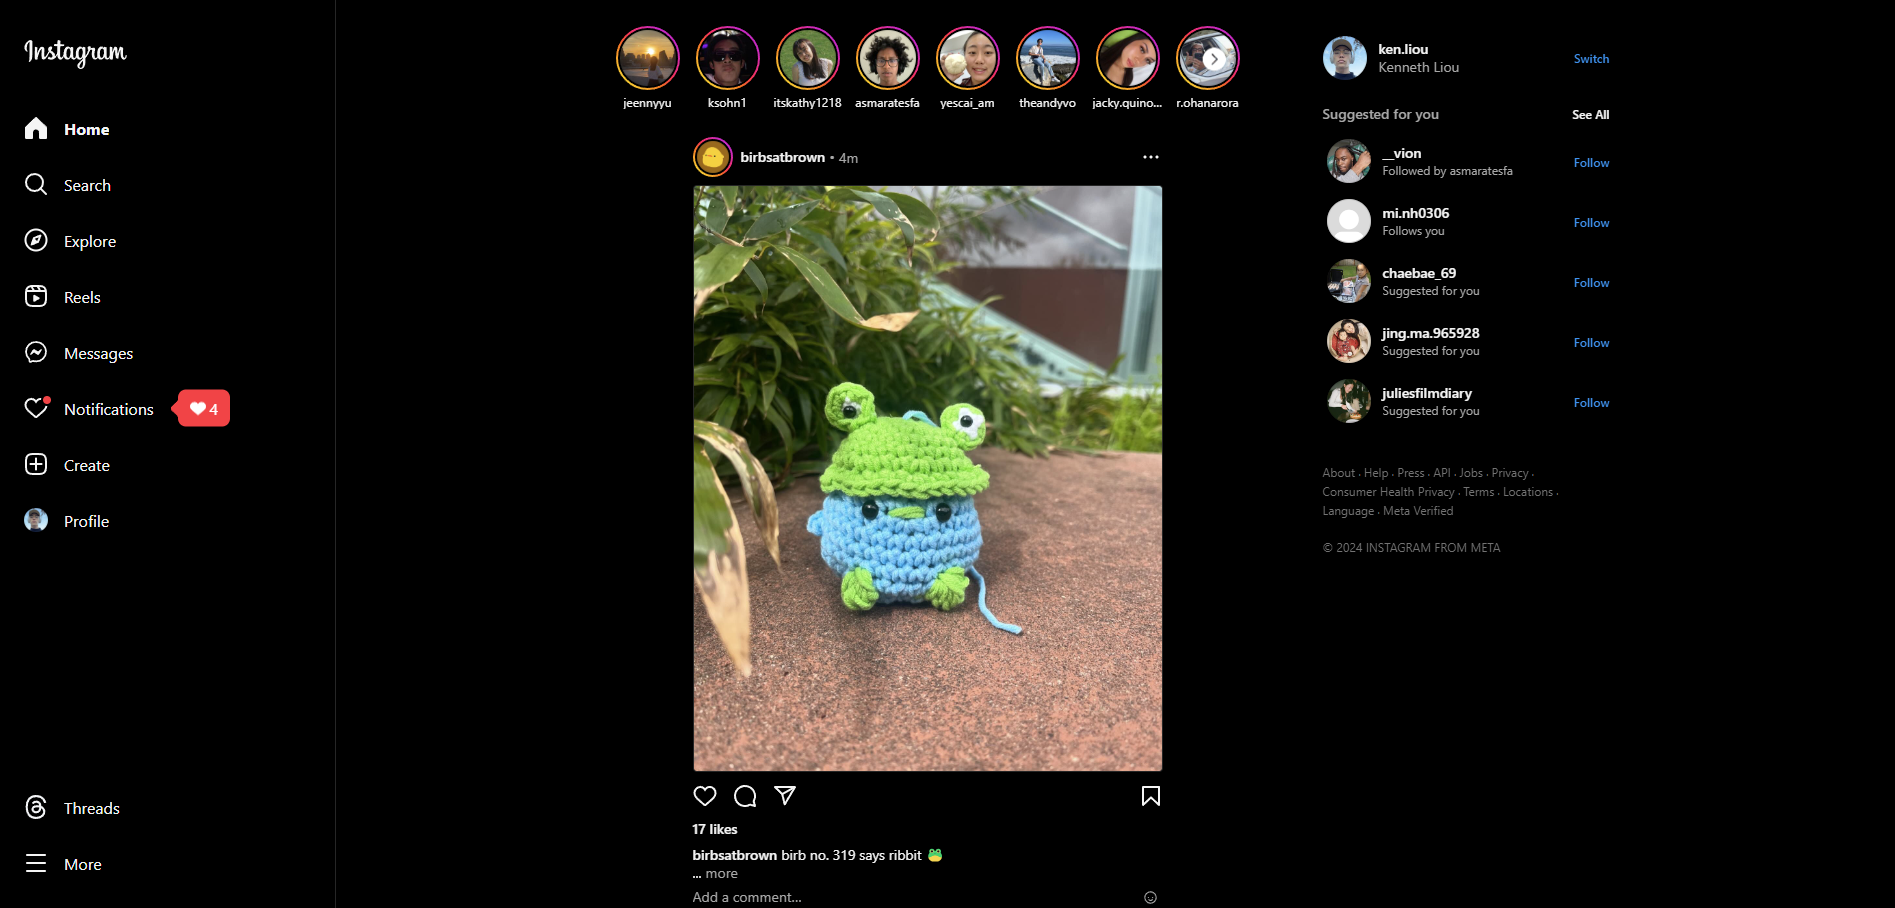 Instagram
Home
Search
Explore
Reels
Messages
Notifications
4
Create
Profile
Threads
More
jeennyyu
ksohn1
itskathy1218
asmaratesfa
yescai_am
theandyvo
jacky.quino...
r.ohanarora
birbsatbrown • 4m
17 likes
birbsatbrown birb no. 319 says ribbit 🐸
... more
Add a comment...
ken.liou
Kenneth Liou
Switch
Suggested for you
See All
__vion
Followed by asmaratesfa
Follow
mi.nh0306
Follows you
Follow
chaebae_69
Suggested for you
Follow
jing.ma.965928
Suggested for you
Follow
juliesfilmdiary
Suggested for you
Follow
About · Help · Press · API · Jobs · Privacy ·
Consumer Health Privacy · Terms · Locations ·
Language · Meta Verified
© 2024 INSTAGRAM FROM META